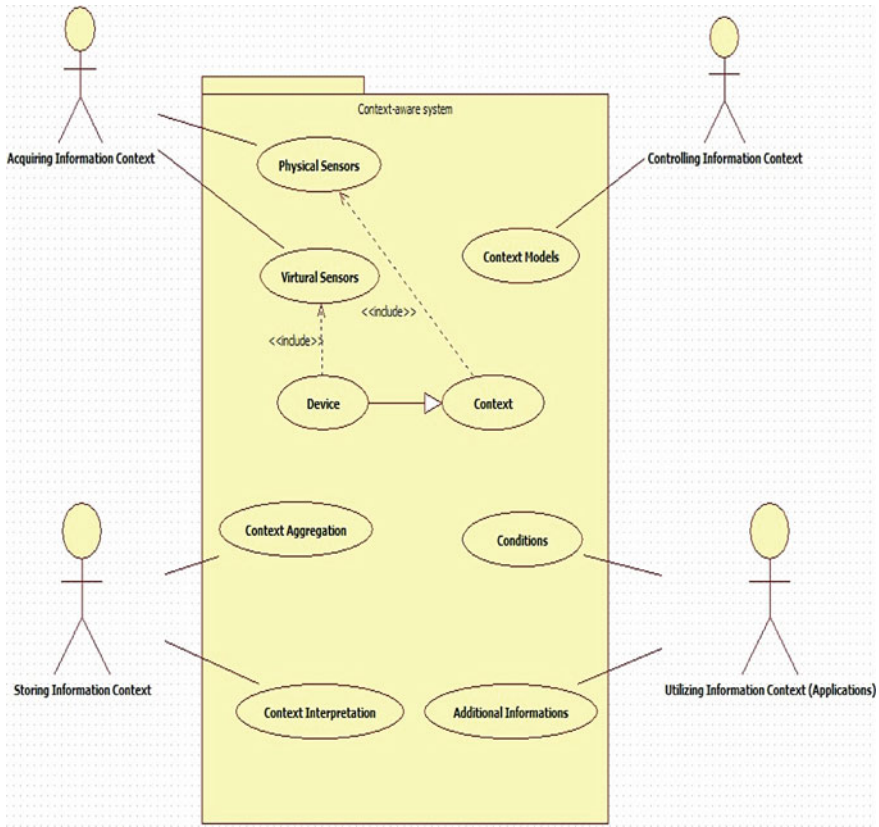 Context-aware system
Acquiring Information Context
Controlling Information Context
Physical Sensors
Context Models
Virtural Sensors
<<include>>
<<include>>
Device
Context
Context Aggregation
Conditions
Storing Information Context
Utilizing Information Context (Applications)
Context Interpretation
Additional Informations